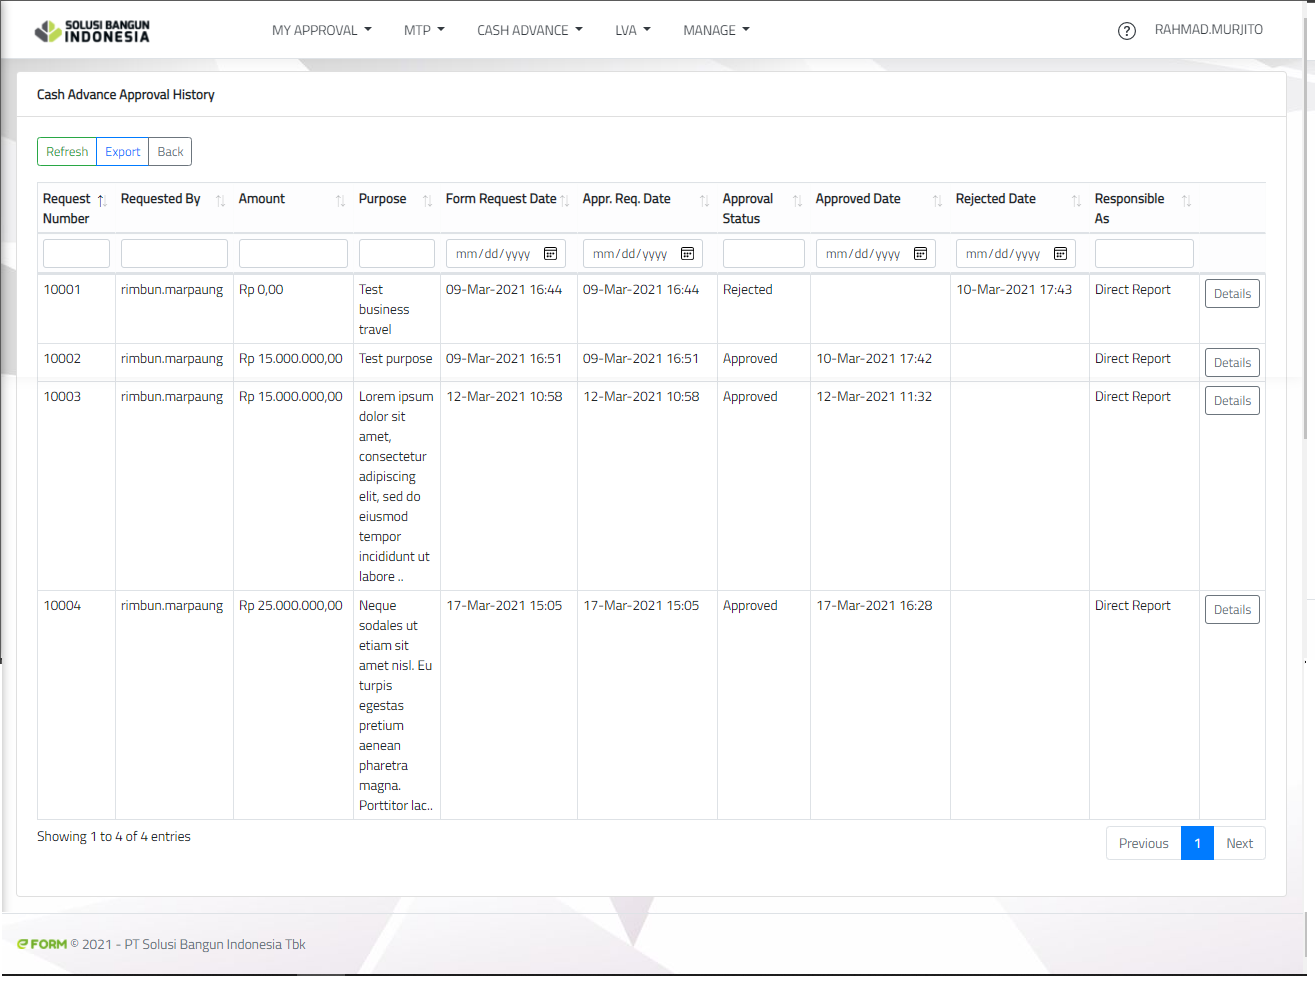 SOLUSI BANGUN
INDONESIA
MY APPROVAL MTP CASH ADVANCE LVA MANAGE ? RAHMAD.MURJITO
Cash Advance Approval History
Refresh Export Back
Request Number Requested By Amount Purpose Form Request Date Appr. Req. Date Approval Status Approved Date Rejected Date Responsible As
mm/dd/yyyy mm/dd/yyyy mm/dd/yyyy mm/dd/yyyy
10001 rimbun.marpaung Rp 0,00 Test 09-Mar-2021 16:44 09-Mar-2021 16:44 Rejected 10-Mar-2021 17:43 Direct Report Details
business
travel
10002 rimbun.marpaung Rp 15.000.000,00 Test purpose 09-Mar-2021 16:51 09-Mar-2021 16:51 Approved 10-Mar-2021 17:42 Direct Report Details
10003 rimbun.marpaung Rp 15.000.000,00 Lorem ipsum 12-Mar-2021 10:58 12-Mar-2021 10:58 Approved 12-Mar-2021 11:32 Direct Report Details
dolor sit
amet,
consectetur
adipiscing
elit, sed do
eiusmod
tempor
incididunt ut
labore ..
10004 rimbun.marpaung Rp 25.000.000,00 Neque 17-Mar-2021 15:05 17-Mar-2021 15:05 Approved 17-Mar-2021 16:28 Direct Report Details
sodales ut
etiam sit
amet nisl. Eu
turpis
egestas
pretium
aenean
pharetra
magna.
Porttitor lac..
Showing 1 to 4 of 4 entries
Previous 1 Next
e FORM © 2021 - PT Solusi Bangun Indonesia Tbk